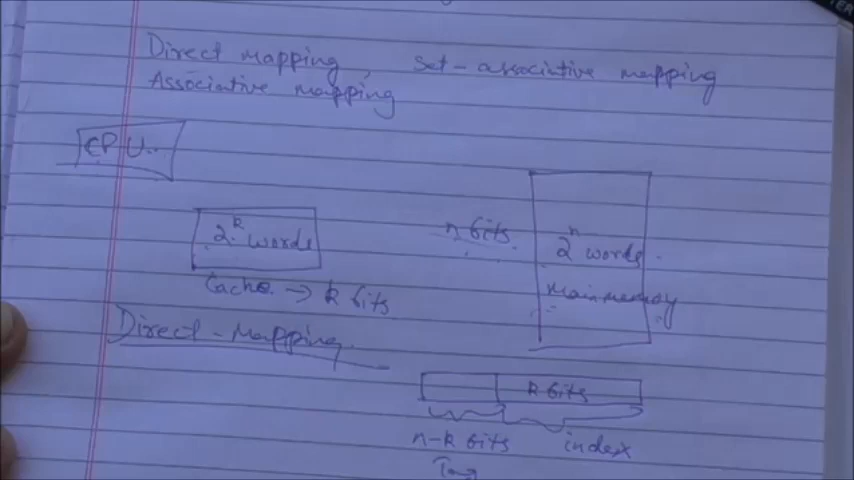 Direct mapping, set-associative mapping
Associative mapping
CPU
2^k words
n bits
2^n words
main memory
Cache → k bits
Direct-Mapping
k bits
n-k bits
index
Tag